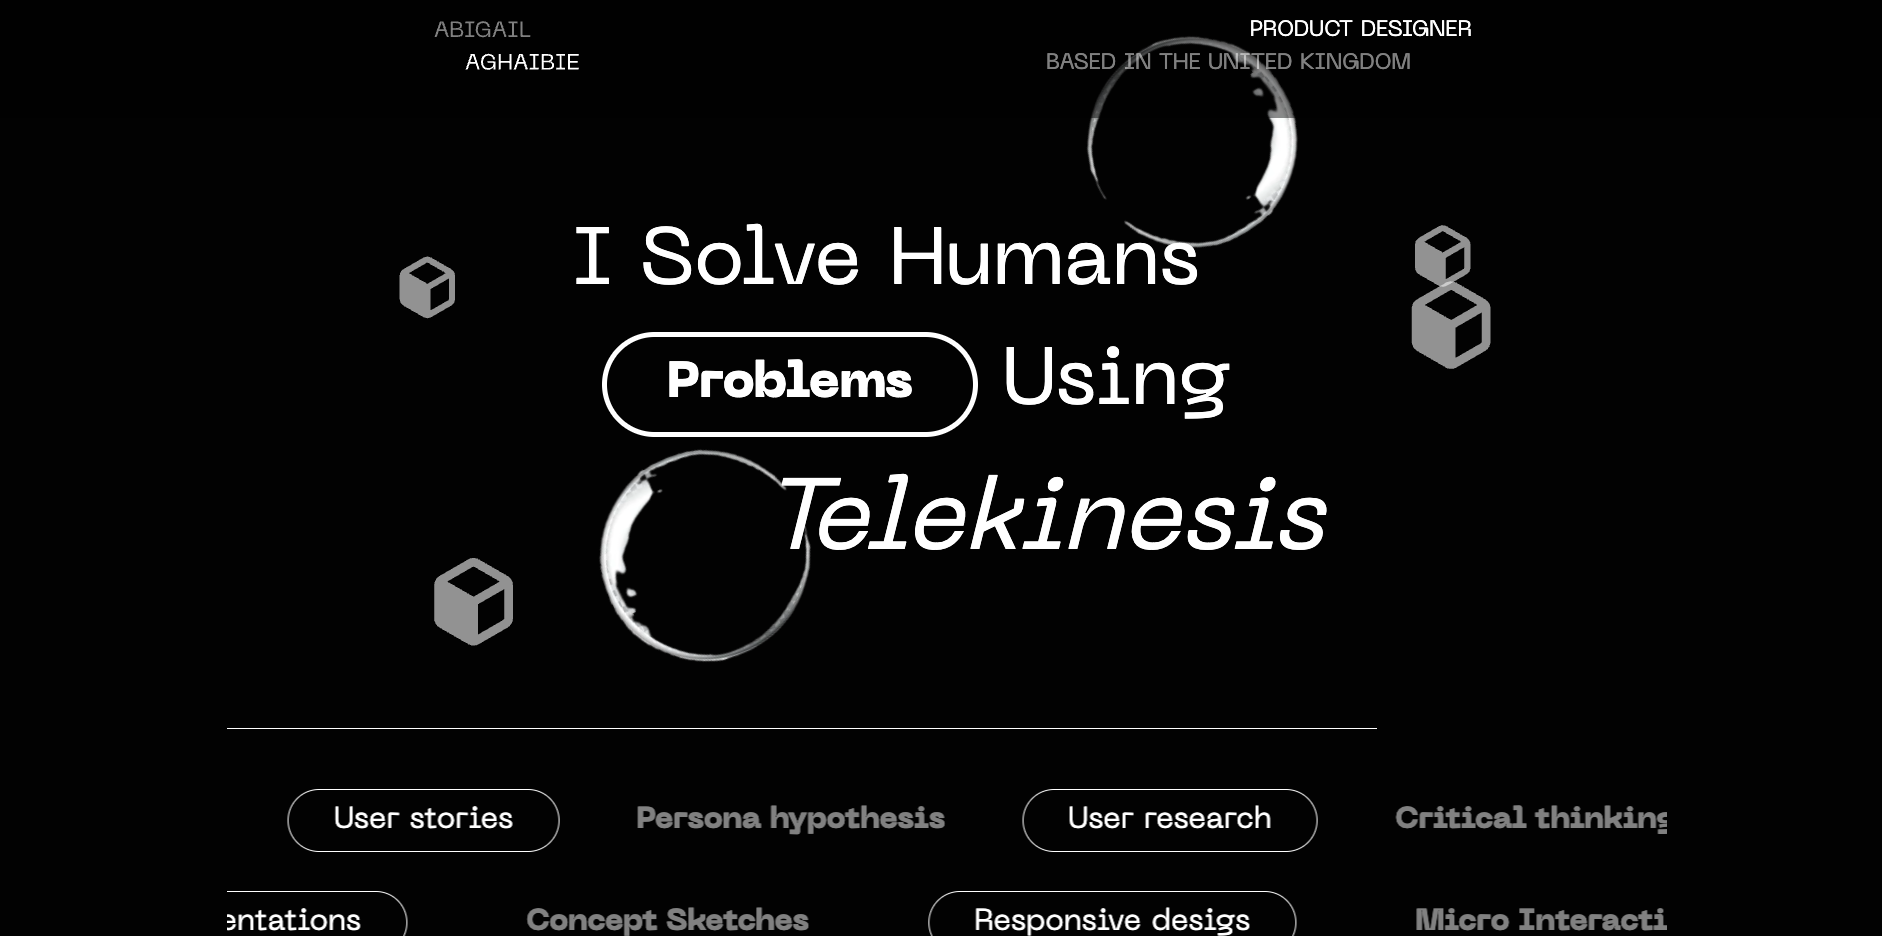 ABIGAIL
AGHAIBIE
PRODUCT DESIGNER
BASED IN THE UNITED KINGDOM
I Solve Humans
Problems Using
Telekinesis
User stories Persona hypothesis User research Critical thinking
entations Concept Sketches Responsive desigs Micro Interacti